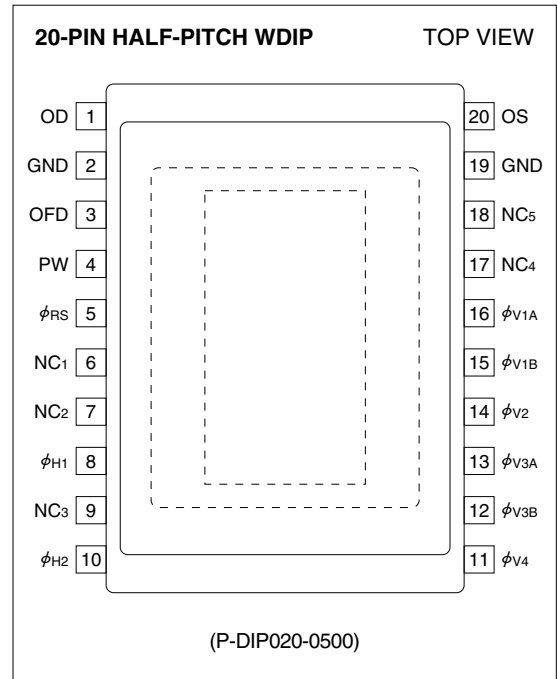 20-PIN HALF-PITCH WDIP TOP VIEW
OD 1 20 OS
GND 2 19 GND
OFD 3 18 NC5
PW 4 17 NC4
ϕRS 5 16 ϕV1A
NC1 6 15 ϕV1B
NC2 7 14 ϕV2
ϕH1 8 13 ϕV3A
NC3 9 12 ϕV3B
ϕH2 10 11 ϕV4
(P-DIP020-0500)